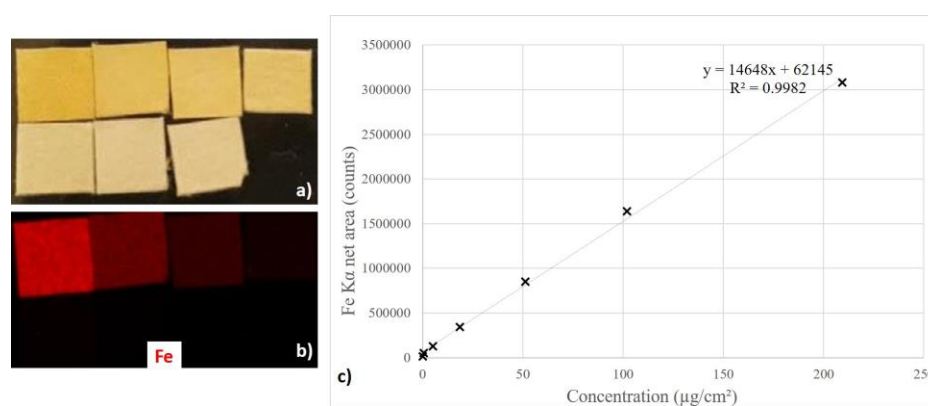 a)
b)
Fe
c)
Fe Kα net area (counts)
3500000
3000000
2500000
2000000
1500000
1000000
500000
0
y = 14648x + 62145
R² = 0.9982
0
50
100
150
200
250
Concentration (µg/cm²)